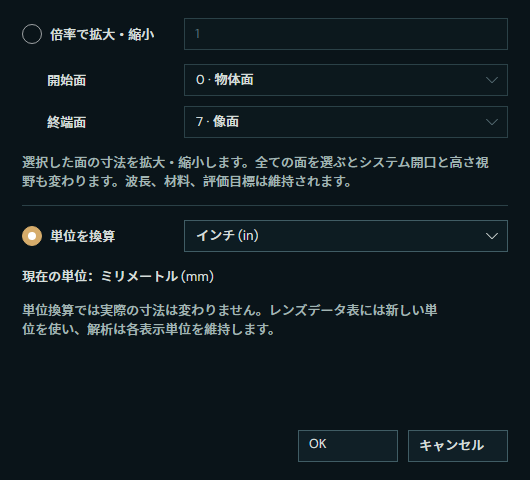 倍率で拡大・縮小
1
開始面
0 · 物体面
終端面
7 · 像面
選択した面の寸法を拡大・縮小します。全ての面を選ぶとシステム開口と高さ視
野も変わります。波長、材料、評価目標は維持されます。
単位を換算
インチ (in)
現在の単位: ミリメートル (mm)
単位換算では実際の寸法は変わりません。レンズデータ表には新しい単
位を使い、解析は各表示単位を維持します。
OK
キャンセル